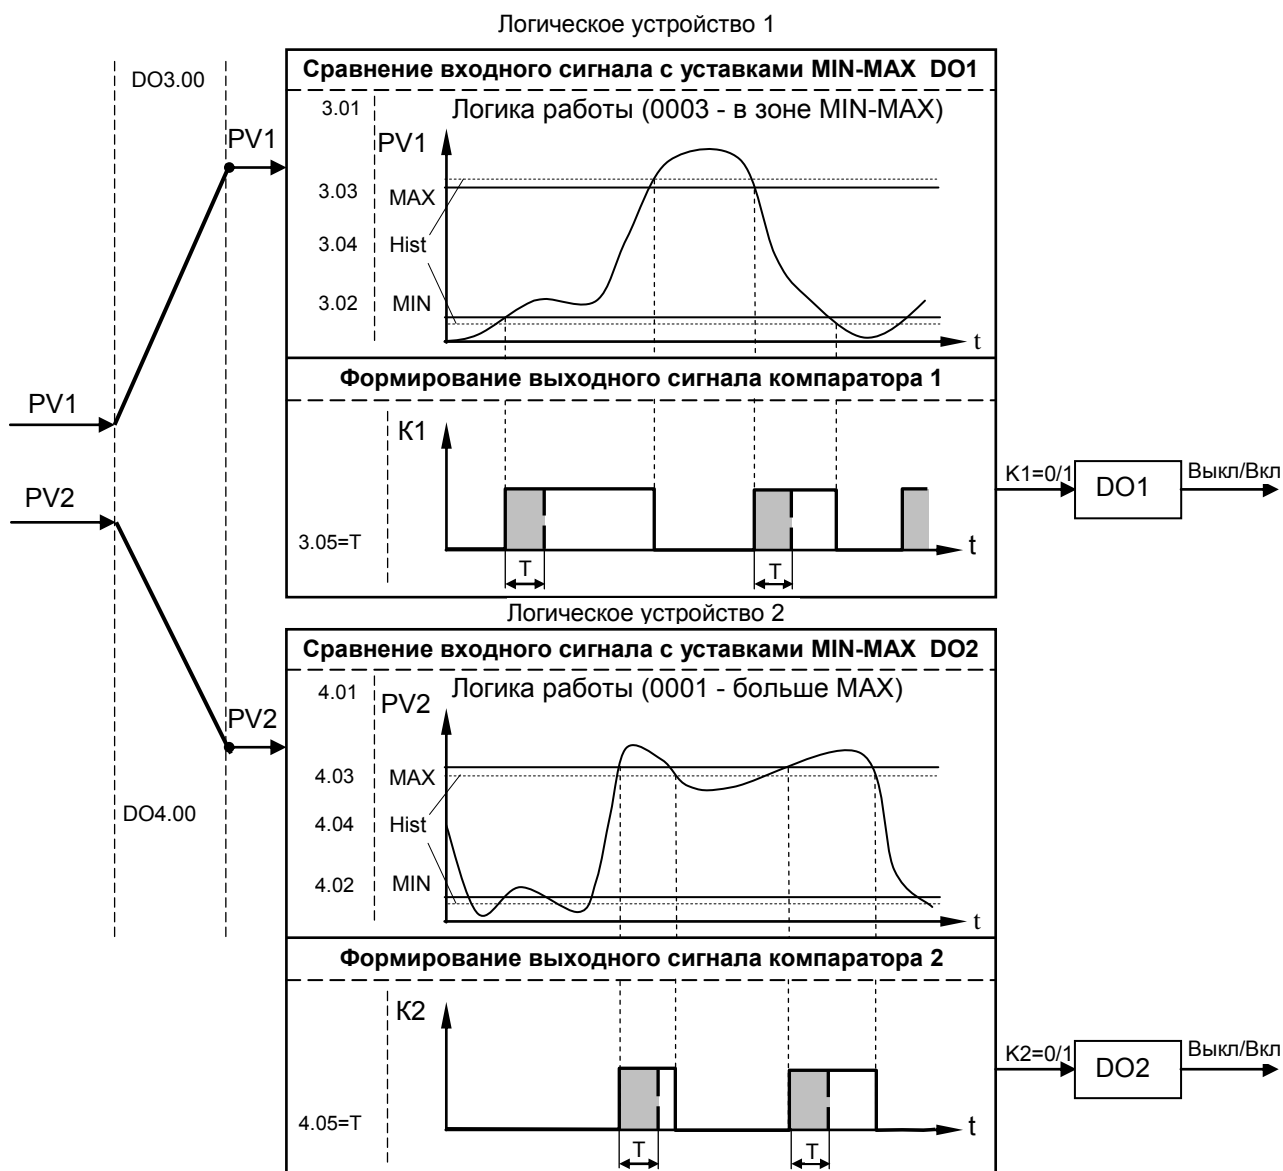 Логическое устройство 1
DO3.00
Сравнение входного сигнала с уставками MIN-MAX DO1
3.01
Логика работы (0003 - в зоне MIN-MAX)
PV1
PV1
3.03
MAX
3.04
Hist
3.02
MIN
t
Формирование выходного сигнала компаратора 1
PV1
К1
K1=0/1
DO1
Выкл/Вкл
PV2
3.05=T
t
T
T
Логическое устройство 2
Сравнение входного сигнала с уставками MIN-MAX DO2
4.01
Логика работы (0001 - больше MAX)
PV2
PV2
4.03
MAX
DO4.00
4.04
Hist
4.02
MIN
t
Формирование выходного сигнала компаратора 2
К2
K2=0/1
DO2
Выкл/Вкл
4.05=T
t
T
T